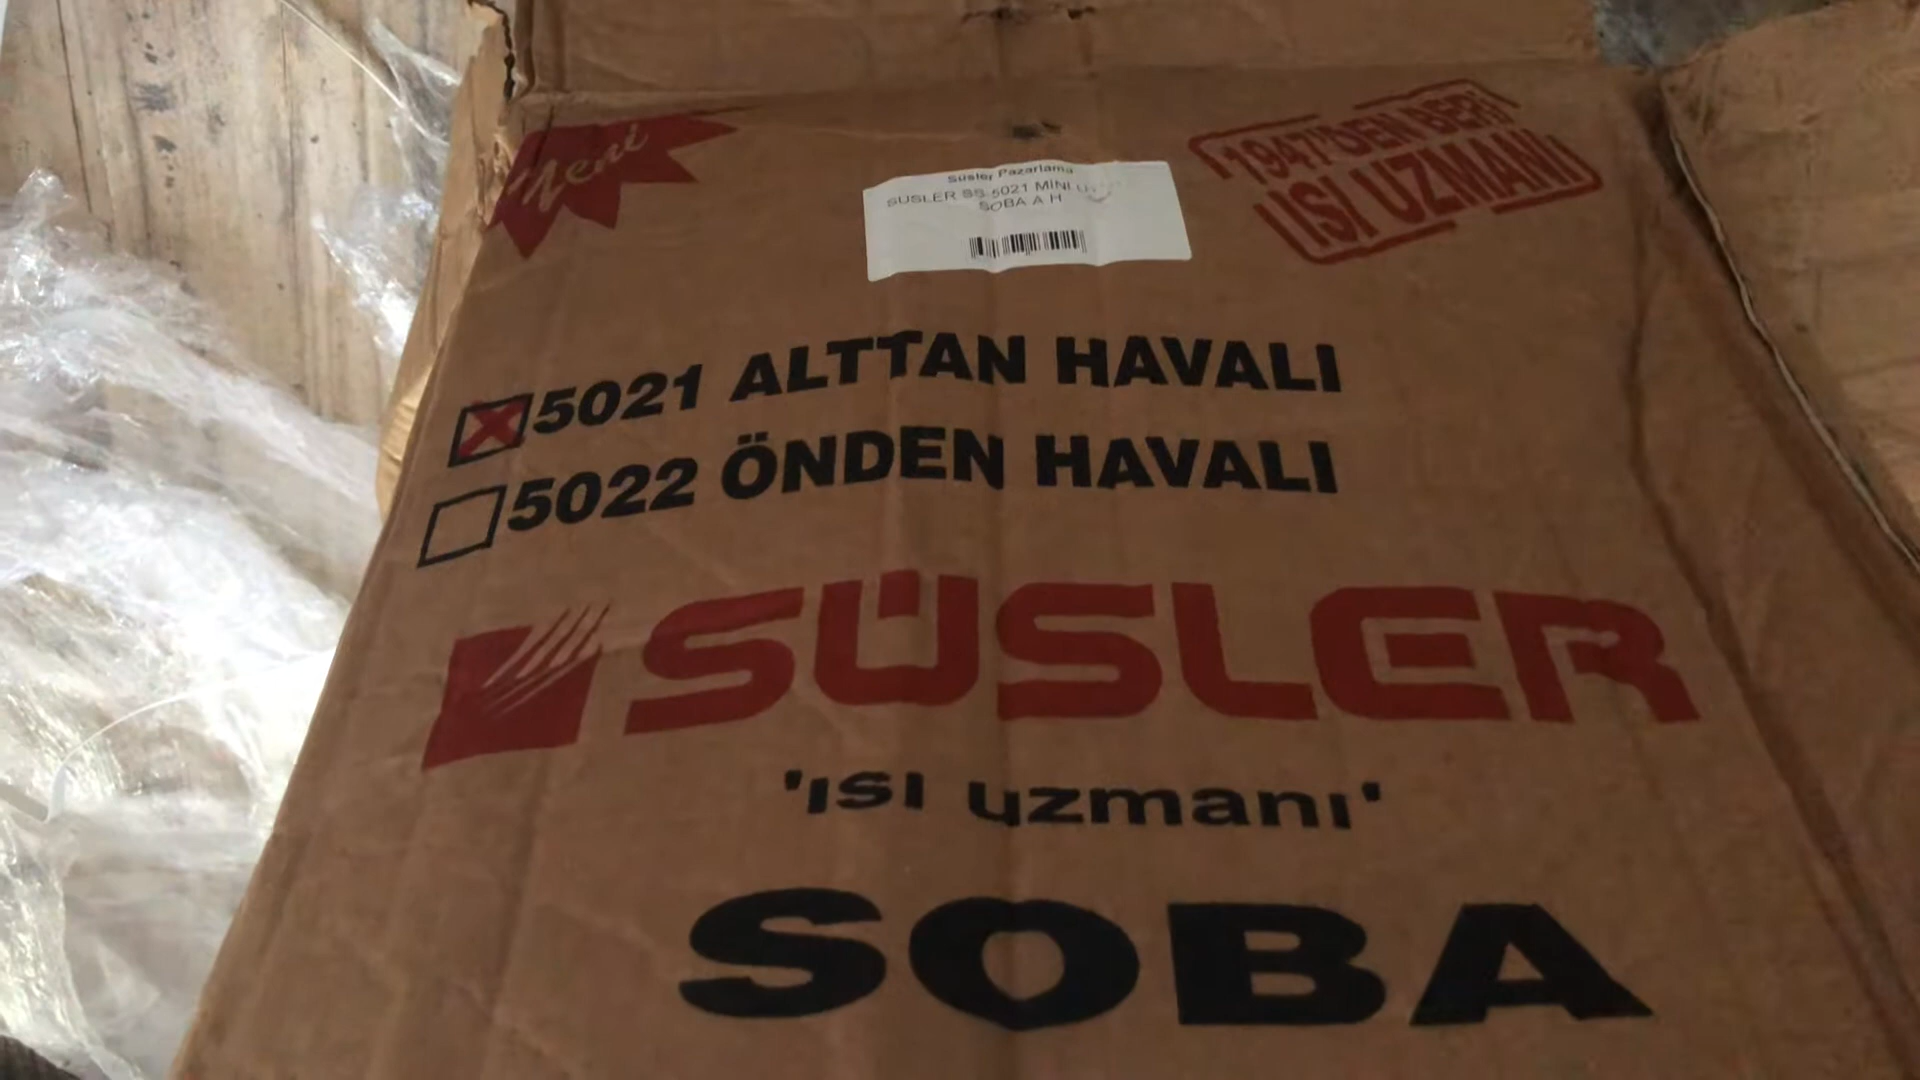 Yeni
1947'DEN BERİ
ISI UZMANI
Süsler Pazarlama
SUSLER SS-5021 MİNİ
SOBA A H
5021 ALTTAN HAVALI
5022 ÖNDEN HAVALI
SÜSLER
'ısı uzmanı'
SOBA